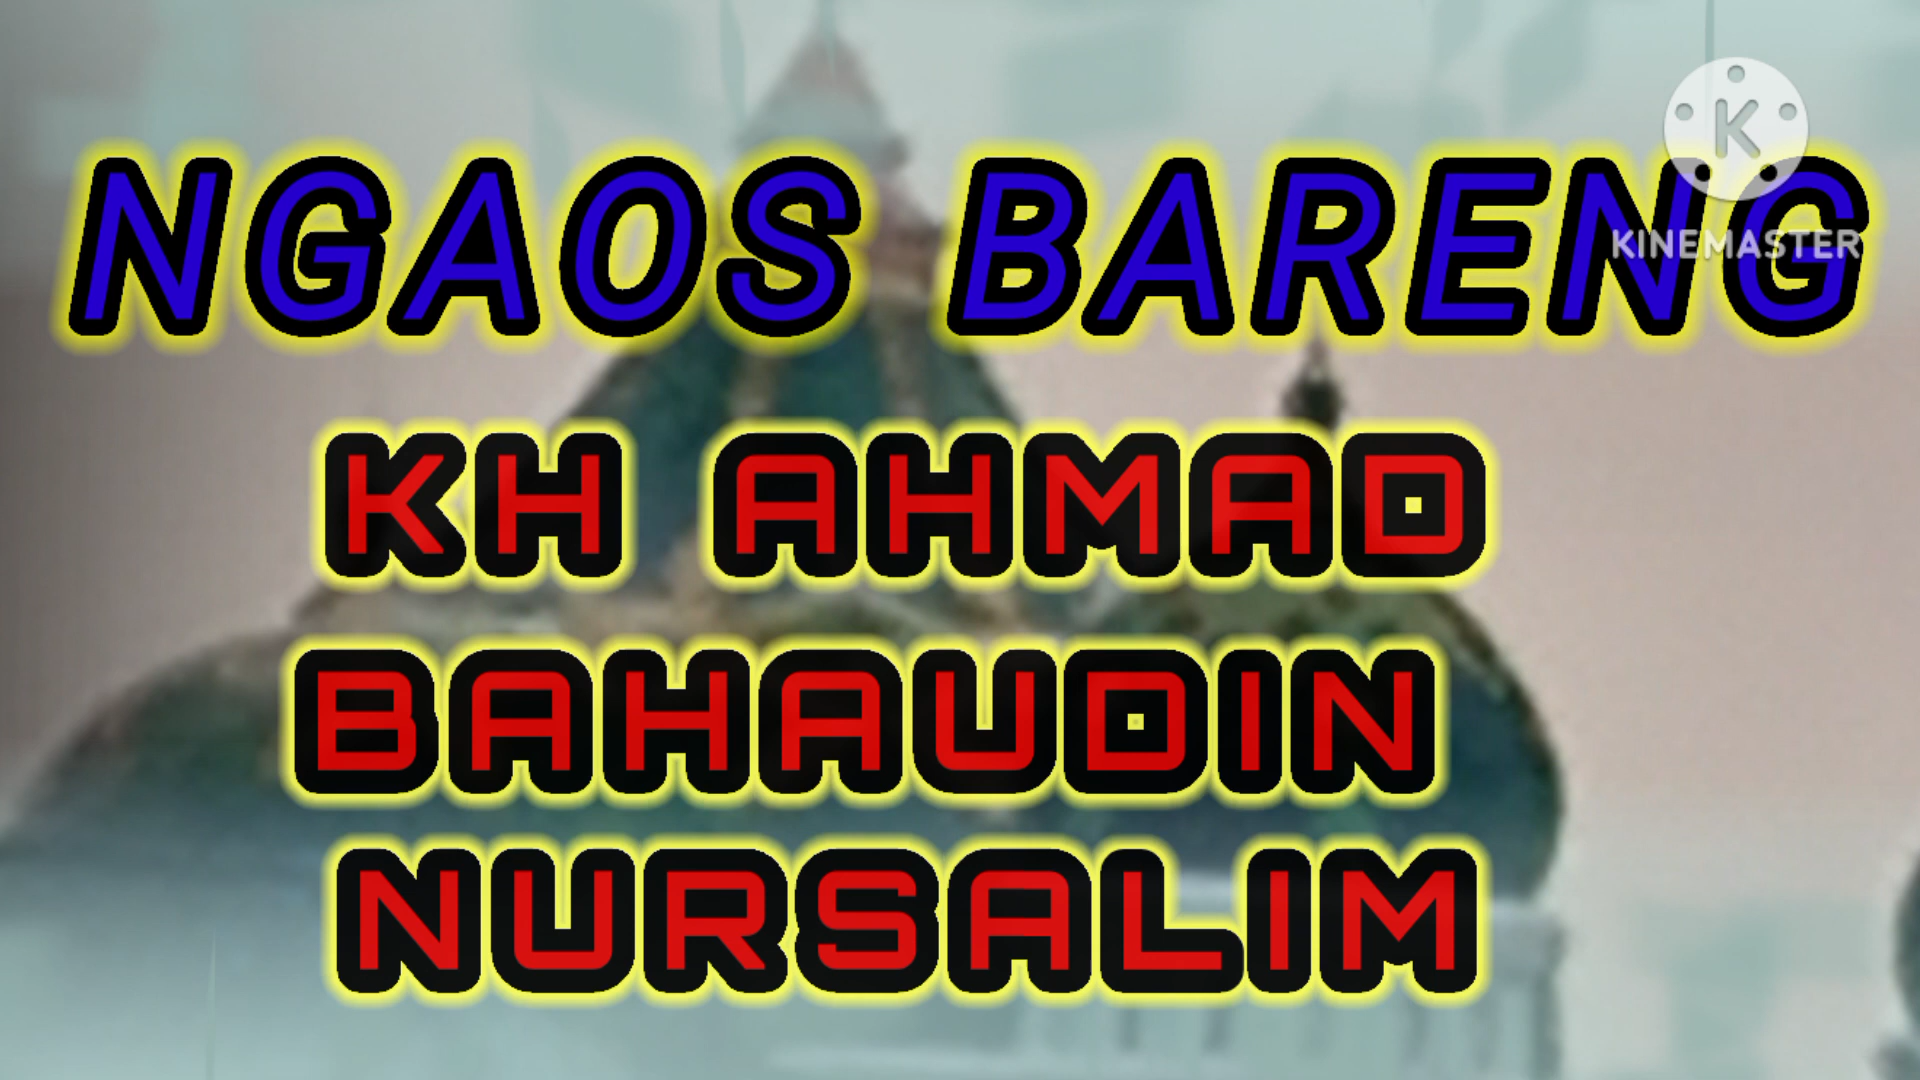 NGAOS BARENG
K
KINEMASTER
KH AHMAD
BAHAUDIN
NURSALIM